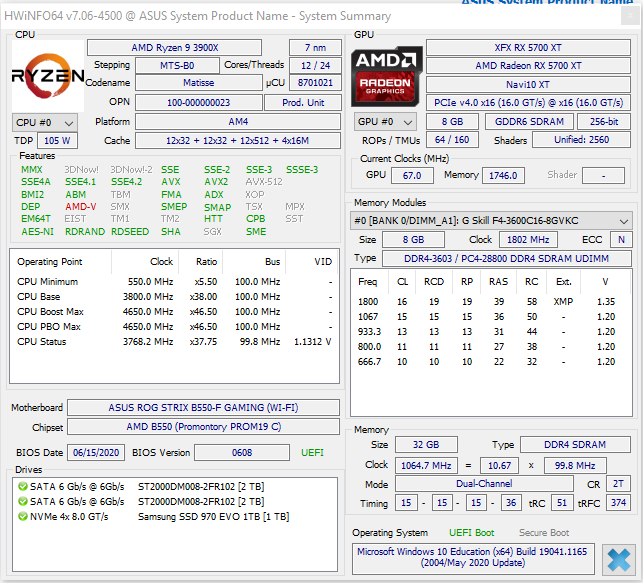 ASUS System Product Name
HWiNFO64 v7.06-4500 @ ASUS System Product Name - System Summary
CPU
AMD Ryzen 9 3900X 7 nm
Stepping MTS-B0 Cores/Threads 12 / 24
Codename Matisse µCU 8701021
OPN 100-000000023 Prod. Unit
RYZEN
CPU #0 Platform AM4
TDP 105 W Cache 12x32 + 12x32 + 12x512 + 4x16M
Features
MMX 3DNow! 3DNow!-2 SSE SSE-2 SSE-3 SSSE-3
SSE4A SSE4.1 SSE4.2 AVX AVX2 AVX-512
BMI2 ABM TBM FMA ADX XOP
DEP AMD-V SMX SMEP SMAP TSX MPX
EM64T EIST TM1 TM2 HTT CPB SST
AES-NI RDRAND RDSEED SHA SGX SME
Operating Point Clock Ratio Bus VID
CPU Minimum 550.0 MHz x5.50 100.0 MHz -
CPU Base 3800.0 MHz x38.00 100.0 MHz -
CPU Boost Max 4650.0 MHz x46.50 100.0 MHz -
CPU PBO Max 4650.0 MHz x46.50 100.0 MHz -
CPU Status 3768.2 MHz x37.75 99.8 MHz 1.1312 V
Motherboard ASUS ROG STRIX B550-F GAMING (WI-FI)
Chipset AMD B550 (Promontory PROM19 C)
BIOS Date 06/15/2020 BIOS Version 0608 UEFI
Drives
SATA 6 Gb/s @ 6Gb/s ST2000DM008-2FR102 [2 TB]
SATA 6 Gb/s @ 6Gb/s ST2000DM008-2FR102 [2 TB]
NVMe 4x 8.0 GT/s Samsung SSD 970 EVO 1TB [1 TB]
GPU
AMD
RADEON
GRAPHICS
XFX RX 5700 XT
AMD Radeon RX 5700 XT
Navi10 XT
PCIe v4.0 x16 (16.0 GT/s) @ x16 (16.0 GT/s)
GPU #0 8 GB GDDR6 SDRAM 256-bit
ROPs / TMUs 64 / 160 Shaders Unified: 2560
Current Clocks (MHz)
GPU 67.0 Memory 1746.0 Shader -
Memory Modules
#0 [BANK 0/DIMM_A1]: G Skill F4-3600C16-8GVKC
Size 8 GB Clock 1802 MHz ECC N
Type DDR4-3603 / PC4-28800 DDR4 SDRAM UDIMM
Freq CL RCD RP RAS RC Ext. V
1800 16 19 19 39 58 XMP 1.35
1067 15 15 15 36 50 - 1.20
933.3 13 13 13 31 44 - 1.20
800.0 11 11 11 27 38 - 1.20
666.7 10 10 10 22 32 - 1.20
Memory
Size 32 GB Type DDR4 SDRAM
Clock 1064.7 MHz = 10.67 x 99.8 MHz
Mode Dual-Channel CR 2T
Timing 15 - 15 - 15 - 36 tRC 51 tRFC 374
Operating System UEFI Boot Secure Boot
Microsoft Windows 10 Education (x64) Build 19041.1165
(2004/May 2020 Update)